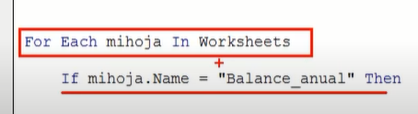 For Each mihoja In Worksheets
+
If mihoja.Name = "Balance_anual" Then